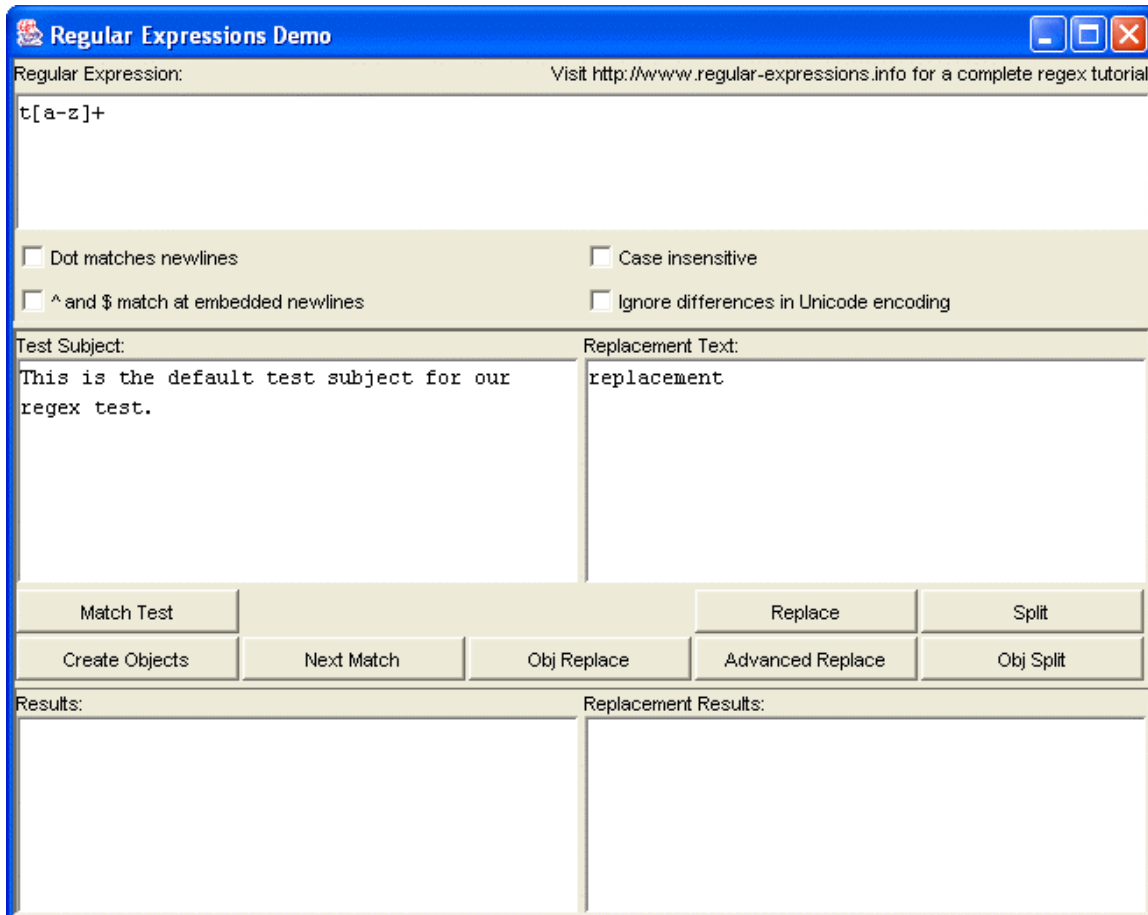 Regular Expressions Demo
Regular Expression:
Visit http://www.regular-expressions.info for a complete regex tutorial
t[a-z]+
Dot matches newlines
Case insensitive
^ and $ match at embedded newlines
Ignore differences in Unicode encoding
Test Subject:
Replacement Text:
This is the default test subject for our
regex test.
replacement
Match Test
Replace
Split
Create Objects
Next Match
Obj Replace
Advanced Replace
Obj Split
Results:
Replacement Results: